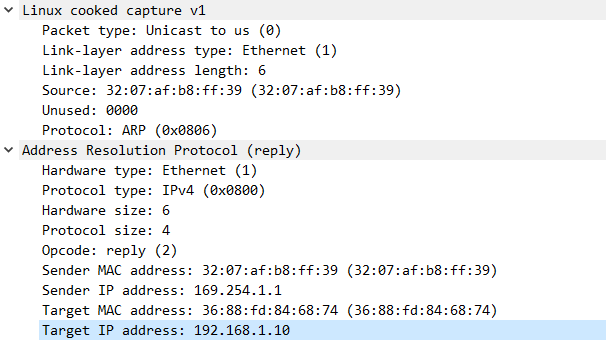 Linux cooked capture v1
Packet type: Unicast to us (0)
Link-layer address type: Ethernet (1)
Link-layer address length: 6
Source: 32:07:af:b8:ff:39 (32:07:af:b8:ff:39)
Unused: 0000
Protocol: ARP (0x0806)
Address Resolution Protocol (reply)
Hardware type: Ethernet (1)
Protocol type: IPv4 (0x0800)
Hardware size: 6
Protocol size: 4
Opcode: reply (2)
Sender MAC address: 32:07:af:b8:ff:39 (32:07:af:b8:ff:39)
Sender IP address: 169.254.1.1
Target MAC address: 36:88:fd:84:68:74 (36:88:fd:84:68:74)
Target IP address: 192.168.1.10